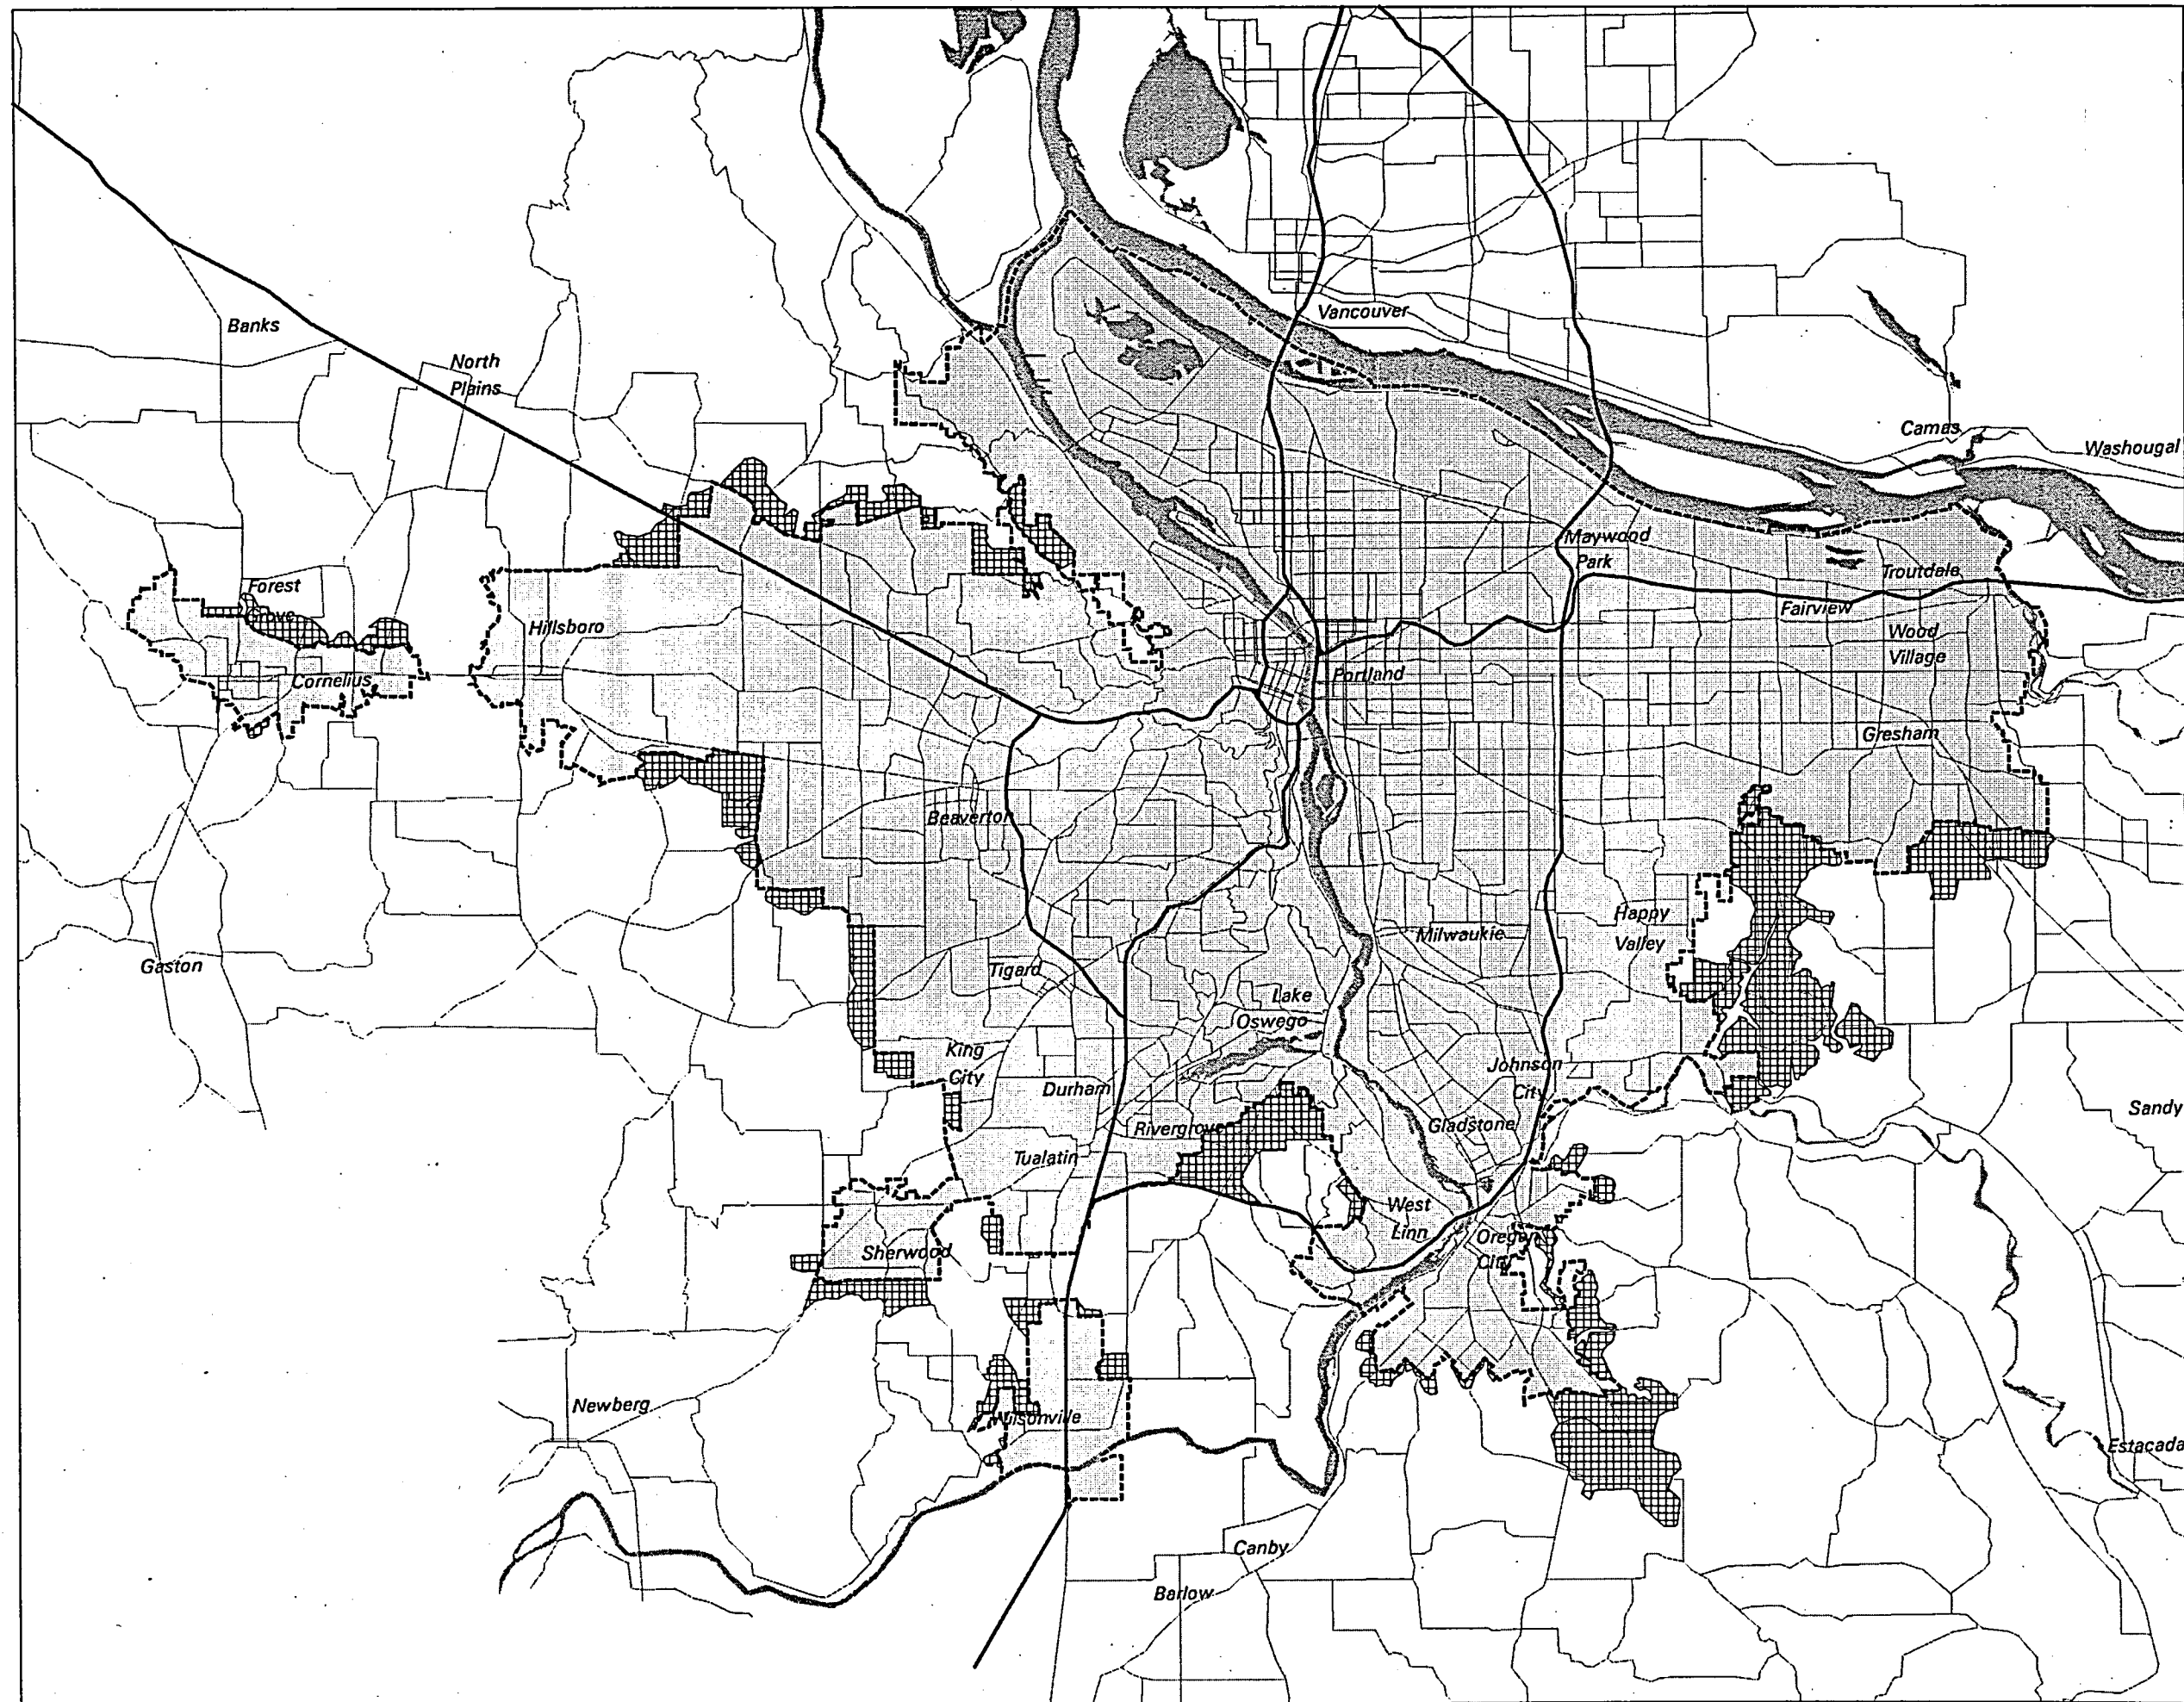 Banks
North
Plains
Vancouver
Camas
Washougal
Maywood
Park
Troutdale
Forest
Fairview
Hillsboro
Wood
Village
Cornelius
Portland
Gresham
Beaverton
Happy
Valley
Milwaukie
Gaston
Tigard
Lake
Oswego
King
City
Johnson
City
Durham
Sandy
Rivergrove
Gladstone
Tualatin
West
Linn
Oregon
City
Sherwood
Newberg
Wilsonville
Estacada
Canby
Barlow